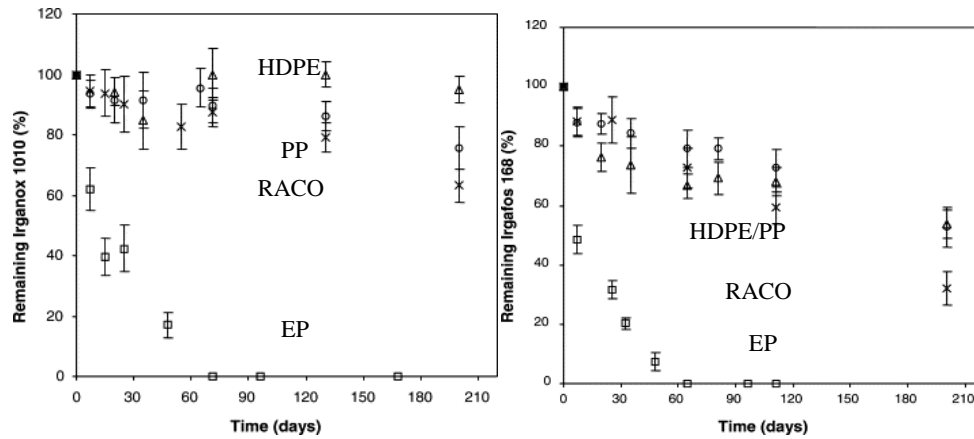 120
100
80
60
40
20
0
Remaining Irganox 1010 (%)
HDPE
PP
RACO
EP
0 30 60 90 120 150 180 210
Time (days)
120
100
80
60
40
20
0
Remaining Irgafos 168 (%)
HDPE/PP
RACO
EP
0 30 60 90 120 150 180 210
Time (days)